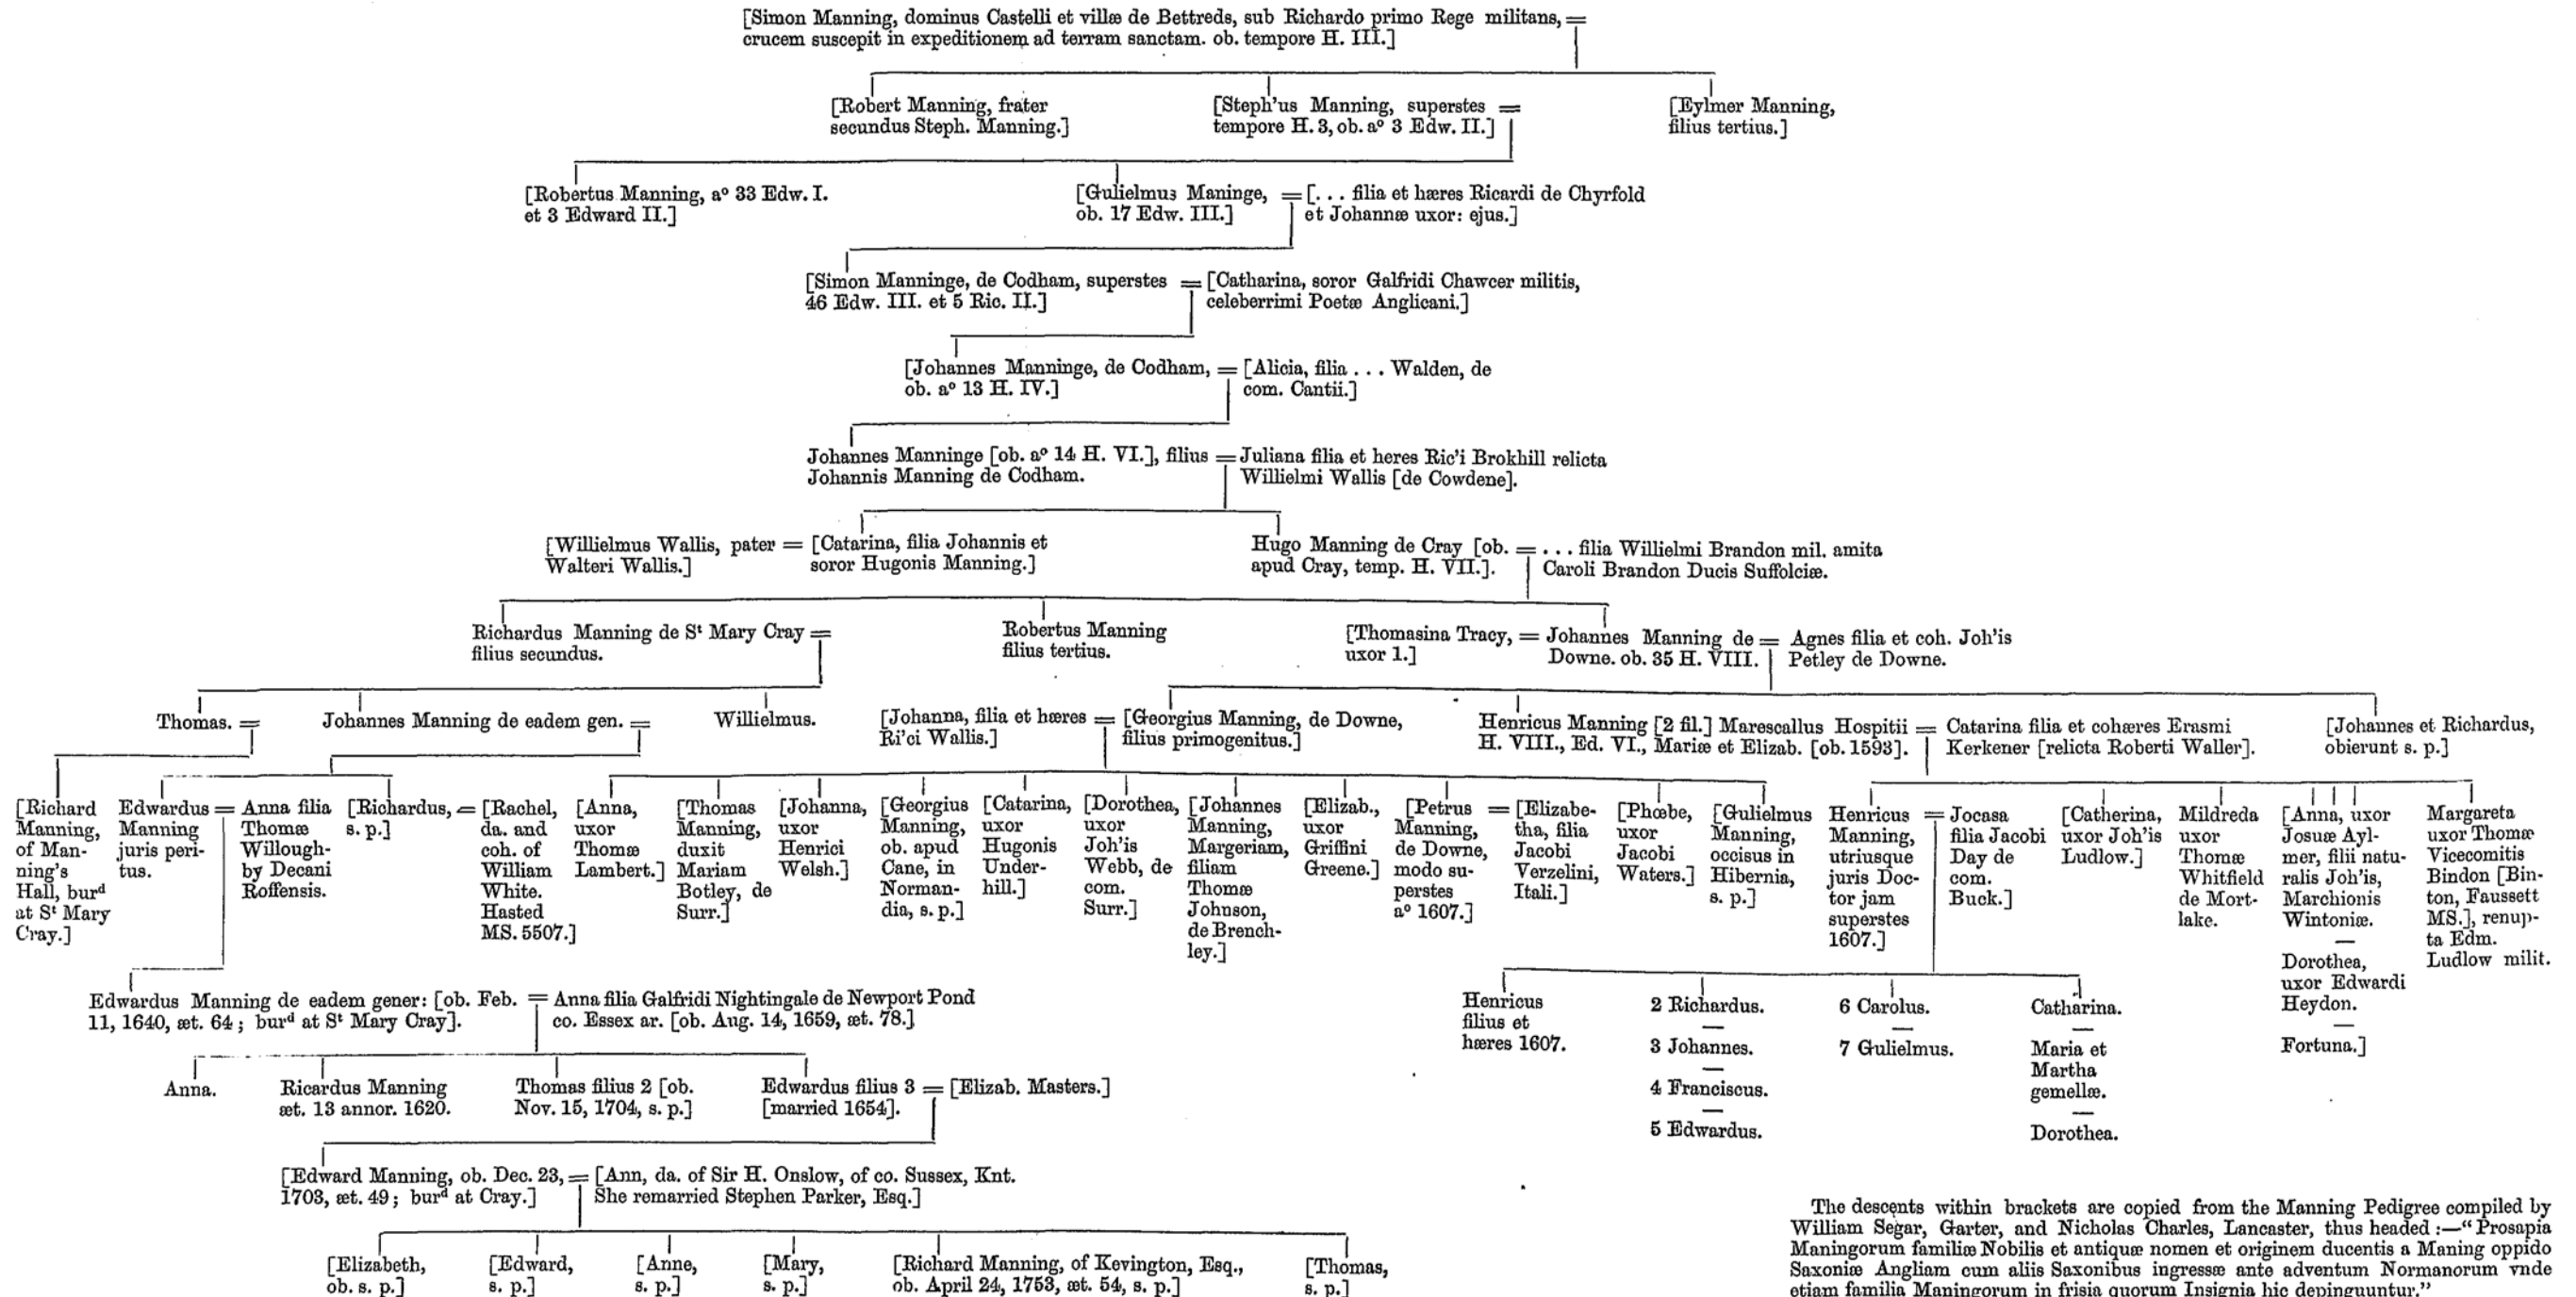 [Simon Manning, dominus Castelli et villæ de Bettreds, sub Richardo primo Rege militans, =
crucem suscepit in expeditionem ad terram sanctam. ob. tempore H. III.]
[Robert Manning, frater
secundus Steph. Manning.]
[Steph'us Manning, superstes =
tempore H. 3, ob. aº 3 Edw. II.]
[Eylmer Manning,
filius tertius.]
[Robertus Manning, aº 33 Edw. I.
et 3 Edward II.]
[Gulielmus Maninge, =
ob. 17 Edw. III.]
[. . . filia et hæres Ricardi de Chyrfold
et Johannæ uxor: ejus.]
[Simon Manninge, de Codham, superstes =
46 Edw. III. et 5 Ric. II.]
[Catharina, soror Galfridi Chawcer militis,
celeberrimi Poetæ Anglicani.]
[Johannes Manninge, de Codham, =
ob. aº 13 H. IV.]
[Alicia, filia . . . Walden, de
com. Cantii.]
Johannes Manninge [ob. aº 14 H. VI.], filius =
Johannis Manning de Codham.
Juliana filia et heres Ric'i Brokhill relicta
Willielmi Wallis [de Cowdene].
[Willielmus Wallis, pater =
Walteri Wallis.]
[Catarina, filia Johannis et
soror Hugonis Manning.]
Hugo Manning de Cray [ob. =
apud Cray, temp. H. VII.].
. . . filia Willielmi Brandon mil. amita
Caroli Brandon Ducis Suffolciæ.
Richardus Manning de Sᵗ Mary Cray =
filius secundus.
Robertus Manning
filius tertius.
[Thomasina Tracy, =
uxor 1.]
Johannes Manning de =
Downe. ob. 35 H. VIII.
Agnes filia et coh. Joh'is
Petley de Downe.
Thomas. =
Johannes Manning de eadem gen. =
Willielmus.
[Johanna, filia et hæres =
Ri'ci Wallis.]
[Georgius Manning, de Downe,
filius primogenitus.]
Henricus Manning [2 fil.] Marescallus Hospitii =
H. VIII., Ed. VI., Mariæ et Elizab. [ob. 1593].
Catarina filia et cohæres Erasmi
Kerkener [relicta Roberti Waller].
[Johannes et Richardus,
obierunt s. p.]
[Richard
Manning,
of Man-
ning's
Hall, burᵈ
at Sᵗ Mary
Cray.]
Edwardus =
Manning
juris peri-
tus.
Anna filia
Thomæ
Willough-
by Decani
Roffensis.
[Richardus, =
s. p.]
[Rachel,
da. and
coh. of
William
White.
Hasted
MS. 5507.]
[Anna,
uxor
Thomæ
Lambert.]
[Thomas
Manning,
duxit
Mariam
Botley, de
Surr.]
[Johanna,
uxor
Henrici
Welsh.]
[Georgius
Manning,
ob. apud
Cane, in
Norman-
dia, s. p.]
[Catarina,
uxor
Hugonis
Under-
hill.]
[Dorothea,
uxor
Joh'is
Webb, de
com.
Surr.]
[Johannes
Manning,
Margeriam,
filiam
Thomæ
Johnson,
de Brench-
ley.]
[Elizab.,
uxor
Griffini
Greene.]
[Petrus =
Manning,
de Downe,
modo su-
perstes
aº 1607.]
[Elizabe-
tha, filia
Jacobi
Verzelini,
Itali.]
[Phœbe,
uxor
Jacobi
Waters.]
[Gulielmus
Manning,
occisus in
Hibernia,
s. p.]
Henricus =
Manning,
utriusque
juris Doc-
tor jam
superstes
1607.]
Jocasa
filia Jacobi
Day de
com.
Buck.]
[Catherina,
uxor Joh'is
Ludlow.]
Mildreda
uxor
Thomæ
Whitfield
de Mort-
lake.
[Anna, uxor
Josuæ Ayl-
mer, filii natu-
ralis Joh'is,
Marchionis
Wintoniæ.
—
Dorothea,
uxor Edwardi
Heydon.
—
Fortuna.]
Margareta
uxor Thomæ
Vicecomitis
Bindon [Bin-
ton, Faussett
MS.], renup-
ta Edm.
Ludlow milit.
Edwardus Manning de eadem gener: [ob. Feb. =
11, 1640, æt. 64; burᵈ at Sᵗ Mary Cray].
Anna filia Galfridi Nightingale de Newport Pond
co. Essex ar. [ob. Aug. 14, 1659, æt. 78.]
Henricus
filius et
hæres 1607.
2 Richardus.
—
3 Johannes.
—
4 Franciscus.
—
5 Edwardus.
6 Carolus.
—
7 Gulielmus.
Catharina.
—
Maria et
Martha
gemellæ.
—
Dorothea.
Anna.
Ricardus Manning
æt. 13 annor. 1620.
Thomas filius 2 [ob.
Nov. 15, 1704, s. p.]
Edwardus filius 3 =
[married 1654].
[Elizab. Masters.]
[Edward Manning, ob. Dec. 23, =
1703, æt. 49; burᵈ at Cray.]
[Ann, da. of Sir H. Onslow, of co. Sussex, Knt.
She remarried Stephen Parker, Esq.]
[Elizabeth,
ob. s. p.]
[Edward,
s. p.]
[Anne,
s. p.]
[Mary,
s. p.]
[Richard Manning, of Kevington, Esq.,
ob. April 24, 1753, æt. 54, s. p.]
[Thomas,
s. p.]
The descents within brackets are copied from the Manning Pedigree compiled by
William Segar, Garter, and Nicholas Charles, Lancaster, thus headed :—“Prosapia
Maningorum familiæ Nobilis et antiquæ nomen et originem ducentis a Maning oppido
Saxoniæ Angliam cum aliis Saxonibus ingressæ ante adventum Normanorum vnde
etiam familia Maningorum in frisia quorum Insignia hic depinguuntur.”